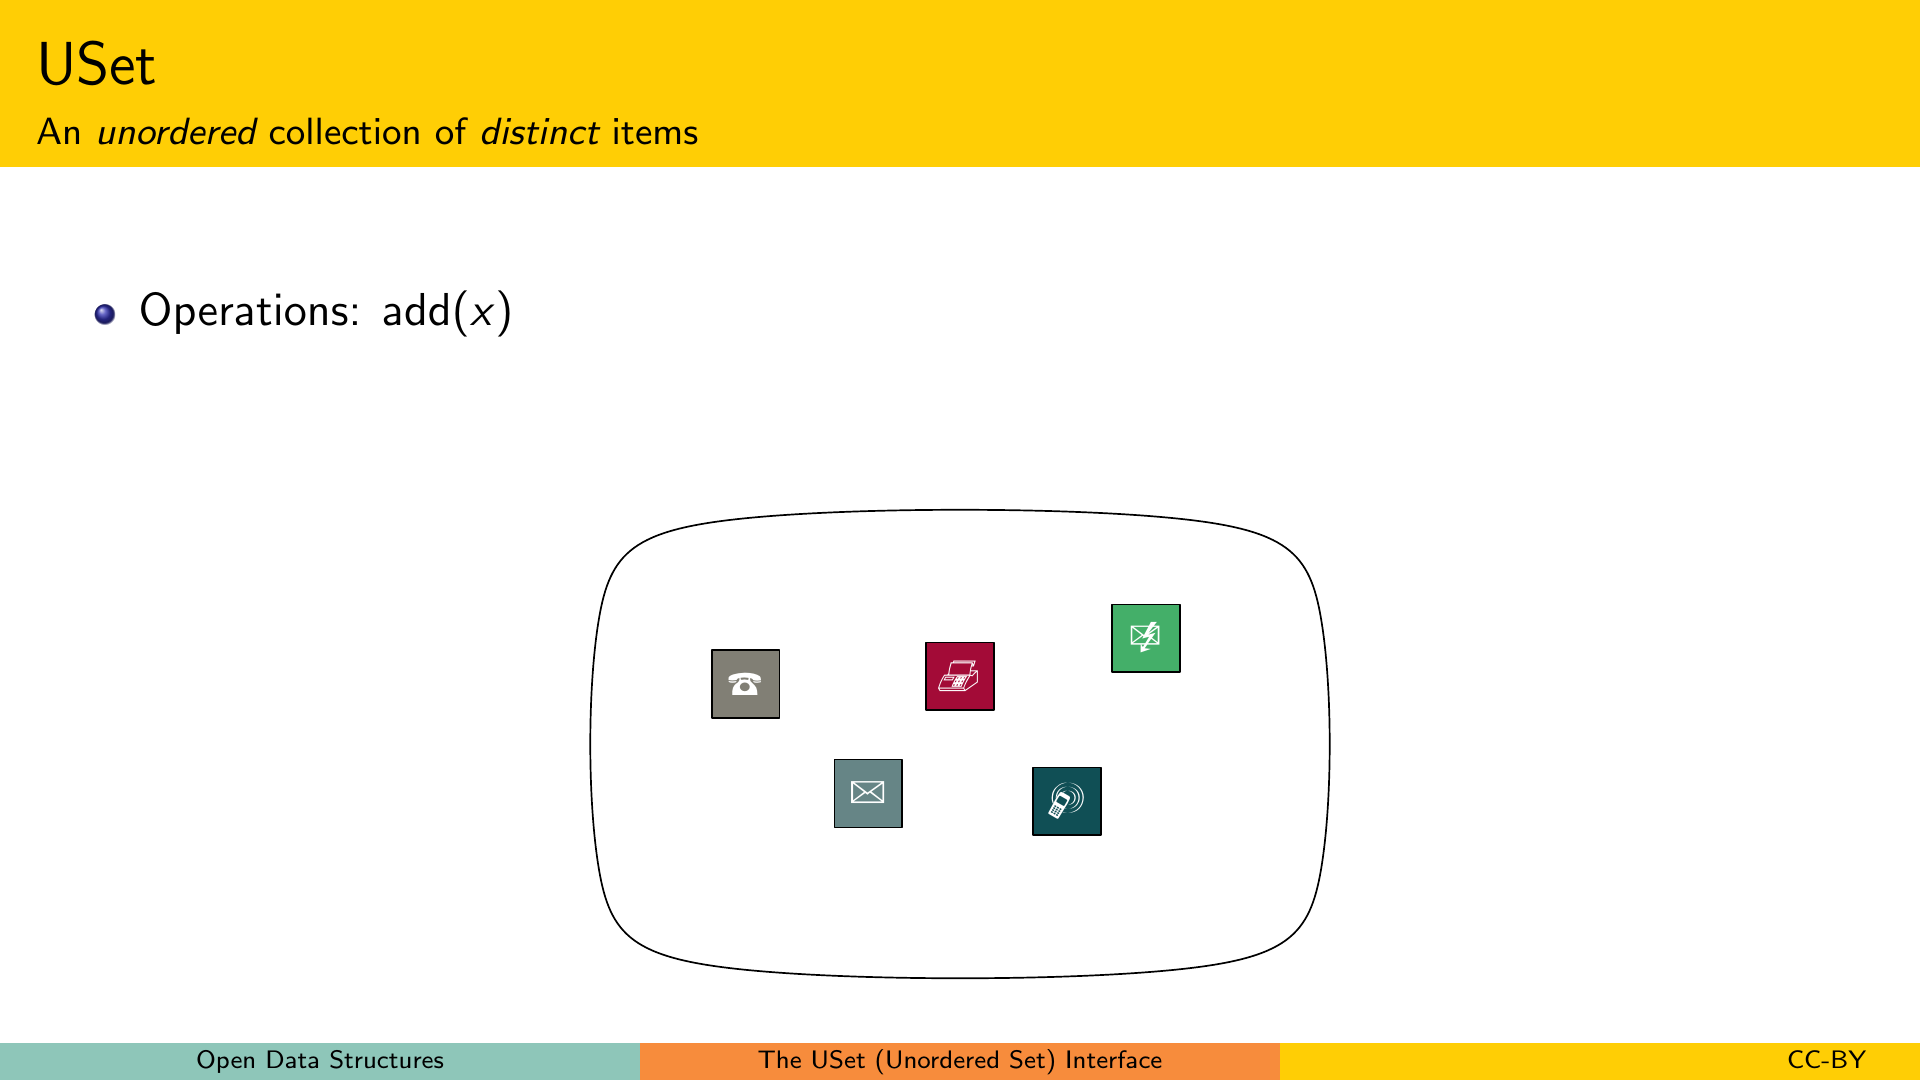 USet
An unordered collection of distinct items
Operations: add(x)
Open Data Structures
The USet (Unordered Set) Interface
CC-BY